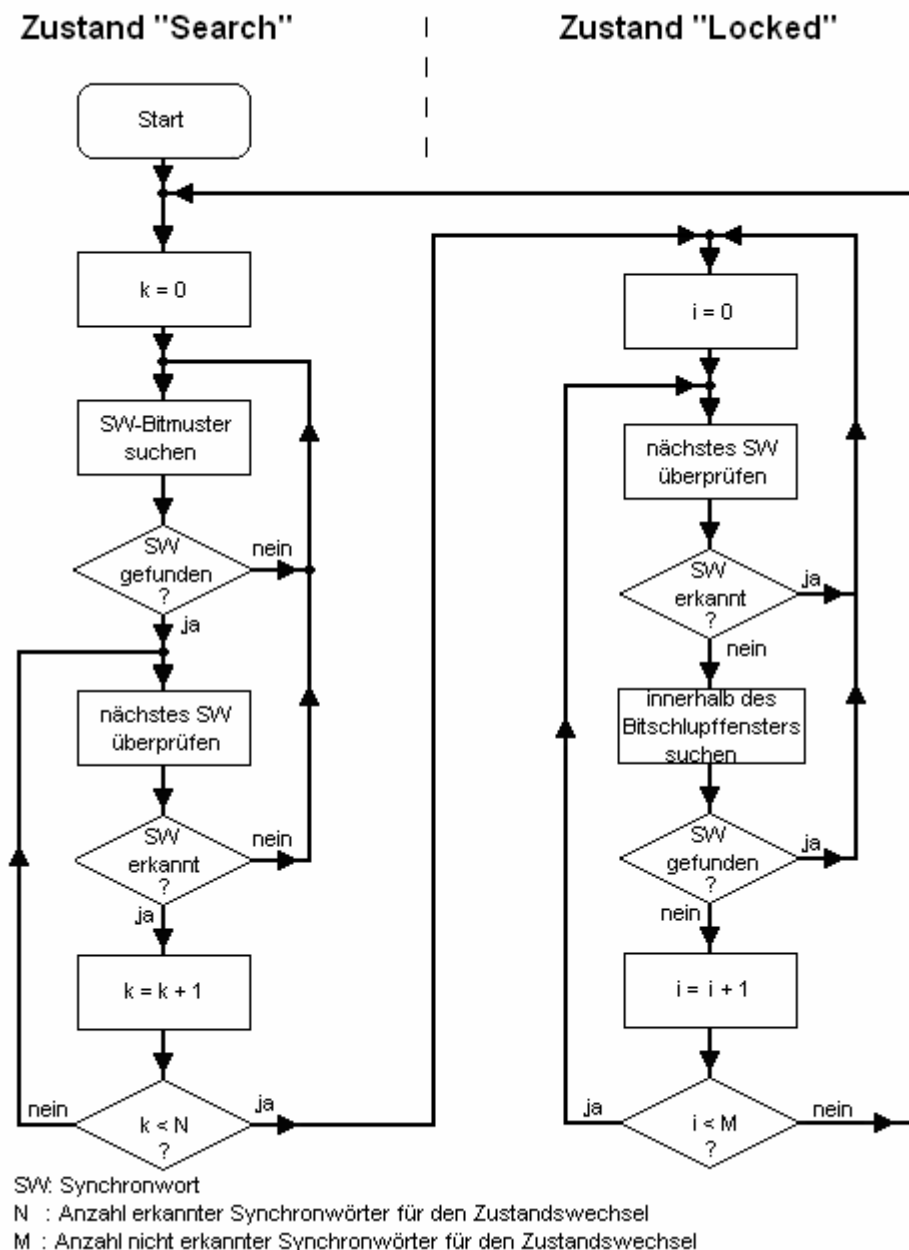 Zustand "Search"
Zustand "Locked"
Start
k = 0
SW-Bitmuster
suchen
SW
gefunden
?
nein
ja
nächstes SW
überprüfen
SW
erkannt
?
nein
ja
k = k + 1
k < N
?
nein
ja
i = 0
nächstes SW
überprüfen
SW
erkannt
?
ja
nein
innerhalb des
Bitschlupffensters
suchen
SW
gefunden
?
ja
nein
i = i + 1
i < M
?
ja
nein
SW: Synchronwort
N : Anzahl erkannter Synchronwörter für den Zustandswechsel
M : Anzahl nicht erkannter Synchronwörter für den Zustandswechsel